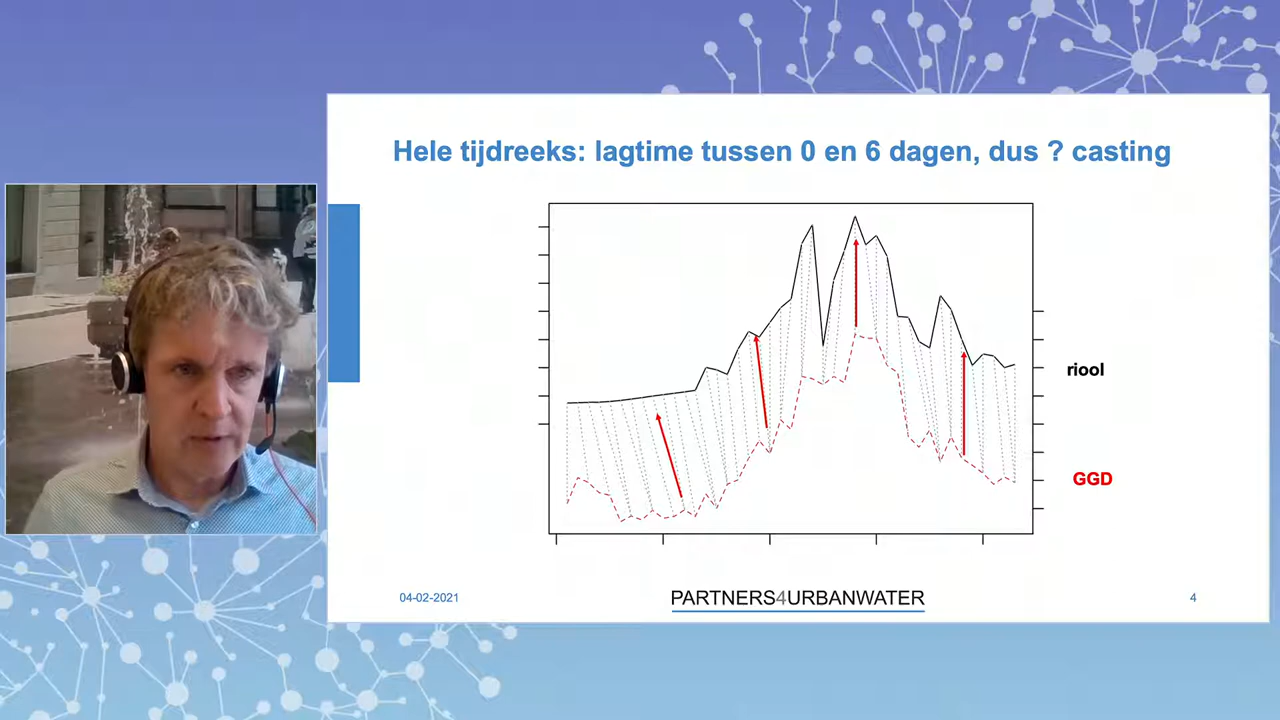 Hele tijdreeks: lagtime tussen 0 en 6 dagen, dus ? casting
riool
GGD
04-02-2021
PARTNERS4URBANWATER
4